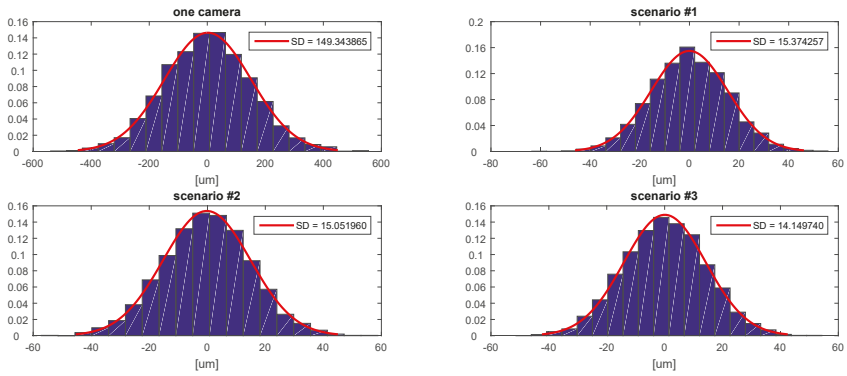 one camera
0.16
0.14
0.12
0.1
0.08
0.06
0.04
0.02
0
SD = 149.343865
-600 -400 -200 0 200 400 600
[um]
scenario #1
0.2
0.16
0.12
0.08
0.04
0
SD = 15.374257
-80 -60 -40 -20 0 20 40 60
[um]
scenario #2
0.16
0.14
0.12
0.1
0.08
0.06
0.04
0.02
0
SD = 15.051960
-60 -40 -20 0 20 40 60
[um]
scenario #3
0.16
0.14
0.12
0.1
0.08
0.06
0.04
0.02
0
SD = 14.149740
-60 -40 -20 0 20 40 60
[um]